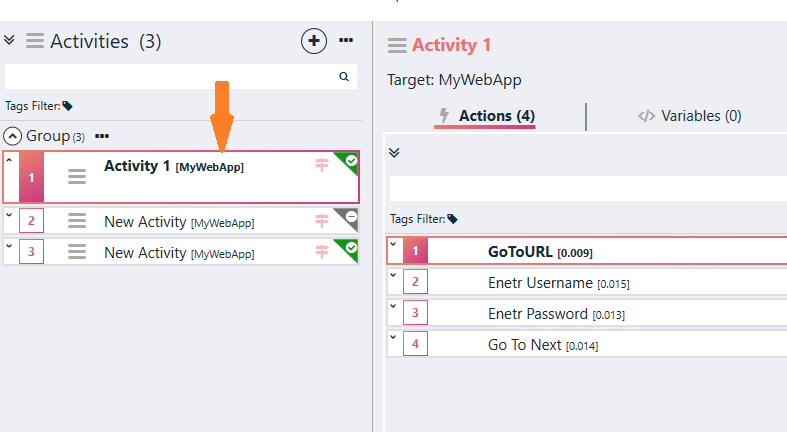 Activities (3)
Tags Filter:
Group (3)
1 Activity 1 [MyWebApp]
2 New Activity [MyWebApp]
3 New Activity [MyWebApp]
Activity 1
Target: MyWebApp
Actions (4) Variables (0)
Tags Filter:
1 GoToURL [0.009]
2 Enetr Username [0.015]
3 Enetr Password [0.013]
4 Go To Next [0.014]